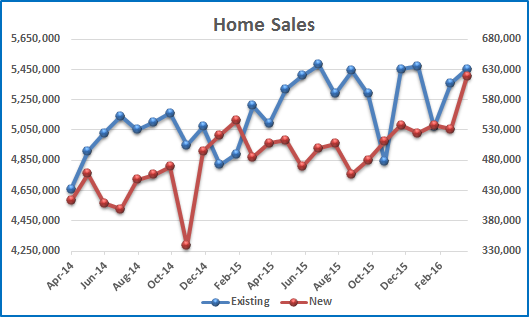 Home Sales
5,650,000 680,000
5,450,000 630,000
5,250,000 580,000
5,050,000 530,000
4,850,000 480,000
4,650,000 430,000
4,450,000 380,000
4,250,000 330,000
Apr-14 Jun-14 Aug-14 Oct-14 Dec-14 Feb-15 Apr-15 Jun-15 Aug-15 Oct-15 Dec-15 Feb-16
Existing New